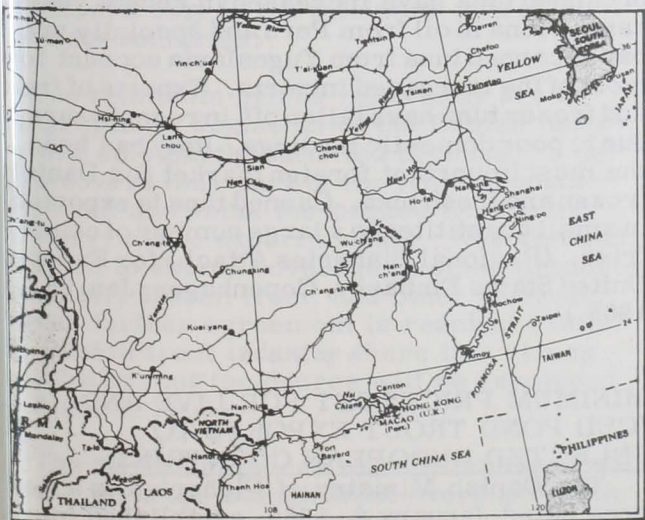 Yin-ch'uan
T'ai-yuan
Tientsin
Dairen
Chefoo
SEOUL
SOUTH
KOREA
36
YELLOW
SEA
Tsinan
Tsingtao
Pusan
JAPAN
Hsi-ning
Lan
chou
Yellow
Cheng
chou
Sian
Ho-fei
Nanking
Shanghai
Hangchow
Ning-po
EAST
CHINA
SEA
Ch'eng-tu
Wu-ch'ang
Chungking
Nan
ch'ang
Ch'ang-sha
Yangtze
Kuei yang
Foochow
STRAIT
Taipei
24
Amoy
TAIWAN
FORMOSA
K'un-ming
Canton
Nan-ning
HONG KONG
MACAO (U.K.)
(Port.)
Lashio
RMA
Mandalay
NORTH
VIETNAM
Hanoi
Fort
Bayard
SOUTH CHINA SEA
PHILIPPINES
THAILAND
LAOS
Thanh Hoa
HAINAN
LUZON
108
120